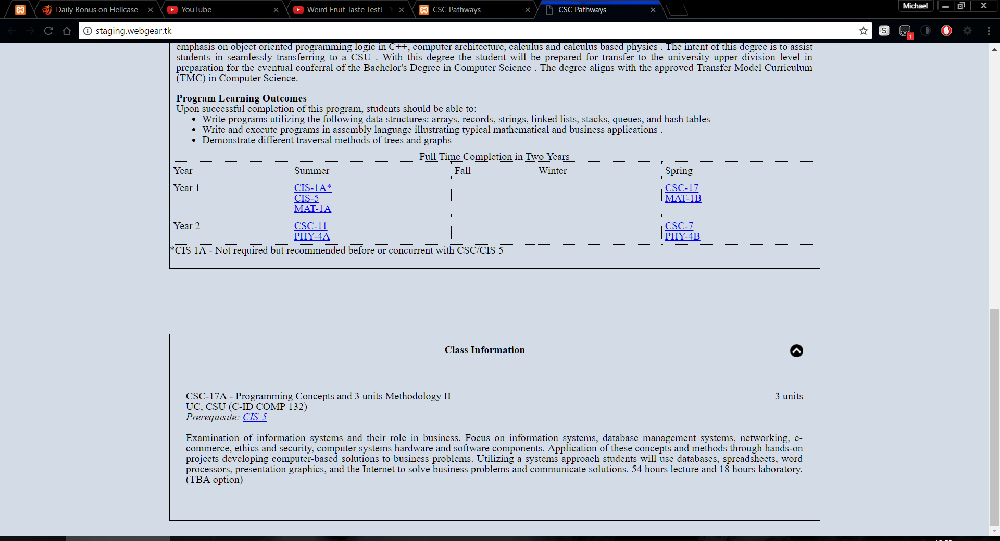 Daily Bonus on Hellcase
YouTube
Weird Fruit Taste Test! -
CSC Pathways
CSC Pathways
Michael
staging.webgear.tk
S
1
emphasis on object oriented programming logic in C++, computer architecture, calculus and calculus based physics . The intent of this degree is to assist
students in seamlessly transferring to a CSU . With this degree the student will be prepared for transfer to the university upper division level in
preparation for the eventual conferral of the Bachelor's Degree in Computer Science . The degree aligns with the approved Transfer Model Curriculum
(TMC) in Computer Science.
Program Learning Outcomes
Upon successful completion of this program, students should be able to:
• Write programs utilizing the following data structures: arrays, records, strings, linked lists, stacks, queues, and hash tables
• Write and execute programs in assembly language illustrating typical mathematical and business applications .
• Demonstrate different traversal methods of trees and graphs
Full Time Completion in Two Years
Year Summer Fall Winter Spring
Year 1 CIS-1A* CSC-17
CIS-5 MAT-1B
MAT-1A
Year 2 CSC-11 CSC-7
PHY-4A PHY-4B
*CIS 1A - Not required but recommended before or concurrent with CSC/CIS 5
Class Information
CSC-17A - Programming Concepts and 3 units Methodology II 3 units
UC, CSU (C-ID COMP 132)
Prerequisite: CIS-5
Examination of information systems and their role in business. Focus on information systems, database management systems, networking, e-
commerce, ethics and security, computer systems hardware and software components. Application of these concepts and methods through hands-on
projects developing computer-based solutions to business problems. Utilizing a systems approach students will use databases, spreadsheets, word
processors, presentation graphics, and the Internet to solve business problems and communicate solutions. 54 hours lecture and 18 hours laboratory.
(TBA option)